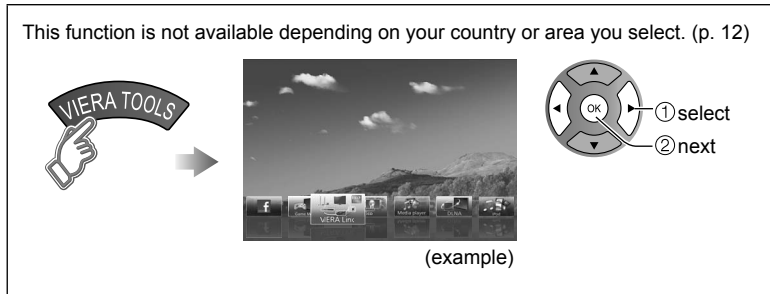 This function is not available depending on your country or area you select. (p. 12)
VIERA TOOLS
OK
①select
②next
VIERA Link
Media player
DLNA
(example)